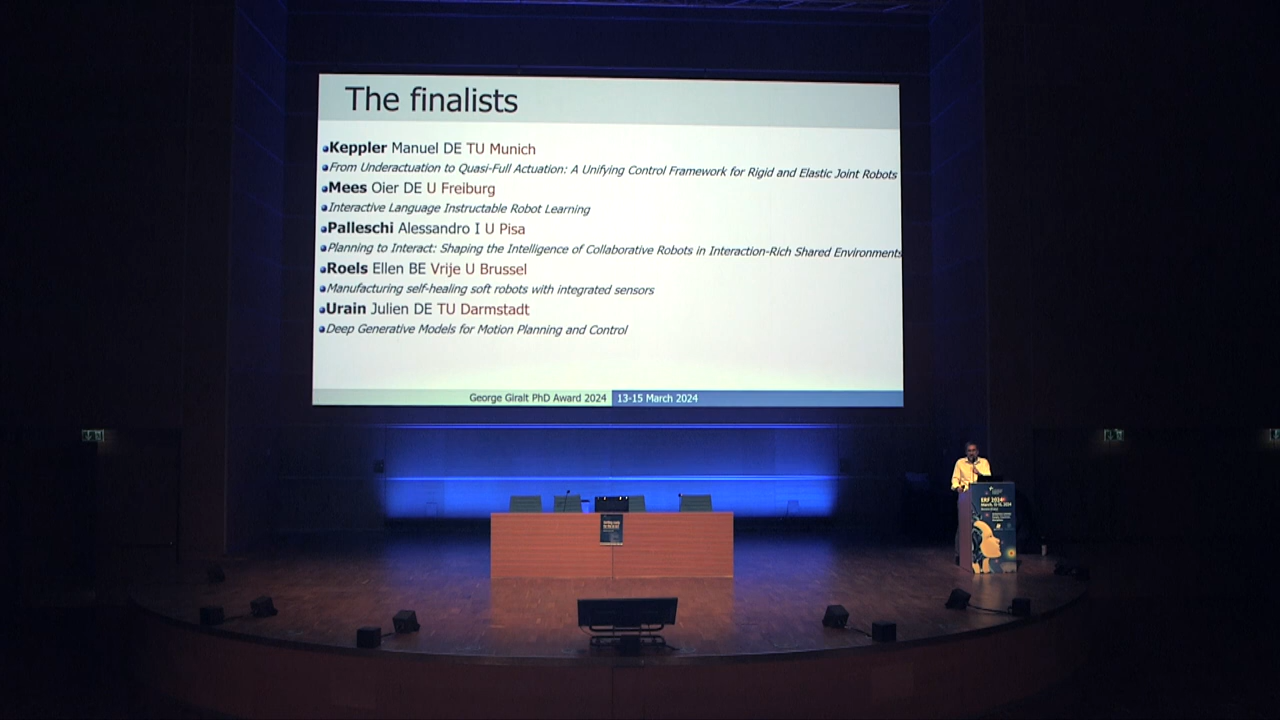 The finalists
Keppler Manuel DE TU Munich
From Underactuation to Quasi-Full Actuation: A Unifying Control Framework for Rigid and Elastic Joint Robots
Mees Oier DE U Freiburg
Interactive Language Instructable Robot Learning
Palleschi Alessandro I U Pisa
Planning to Interact: Shaping the Intelligence of Collaborative Robots in Interaction-Rich Shared Environments
Roels Ellen BE Vrije U Brussel
Manufacturing self-healing soft robots with integrated sensors
Urain Julien DE TU Darmstadt
Deep Generative Models for Motion Planning and Control
George Giralt PhD Award 2024 13-15 March 2024
ERF 2024